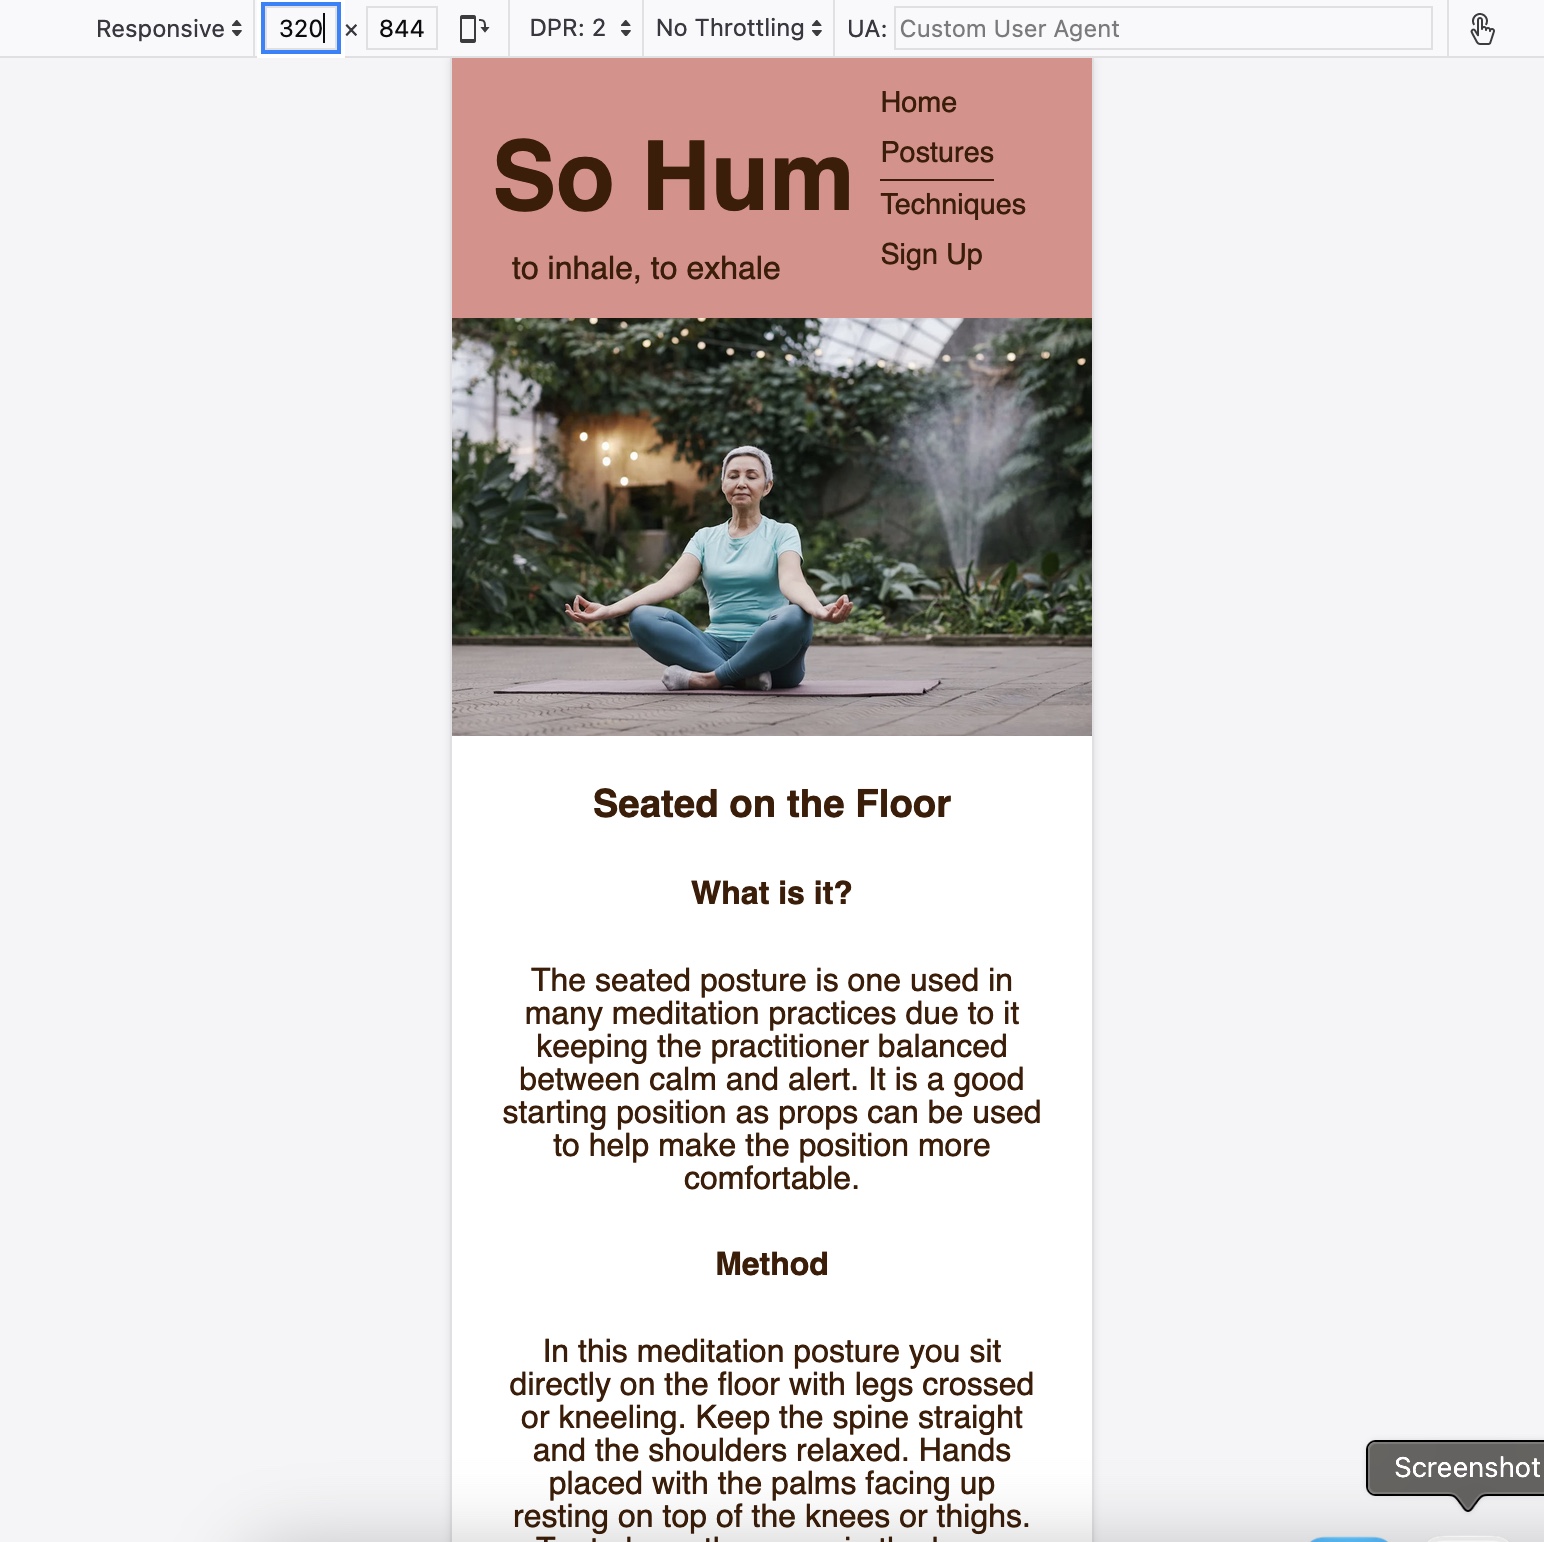 Responsive 320 × 844 DPR: 2 No Throttling UA: Custom User Agent
So Hum
to inhale, to exhale
Home
Postures
Techniques
Sign Up
Seated on the Floor
What is it?
The seated posture is one used in
many meditation practices due to it
keeping the practitioner balanced
between calm and alert. It is a good
starting position as props can be used
to help make the position more
comfortable.
Method
In this meditation posture you sit
directly on the floor with legs crossed
or kneeling. Keep the spine straight
and the shoulders relaxed. Hands
placed with the palms facing up
resting on top of the knees or thighs.
Screenshot